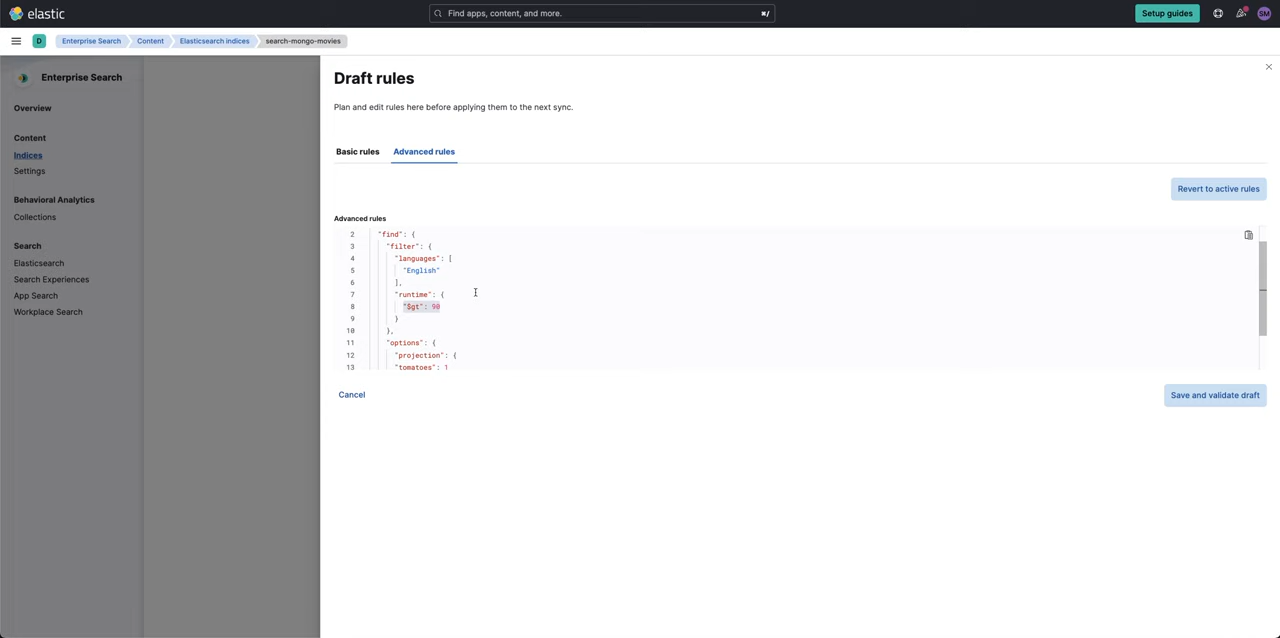 elastic
Find apps, content, and more.
⌘/
Setup guides
SM
D
Enterprise Search
Content
Elasticsearch indices
search-mongo-movies
Enterprise Search
Overview
Content
Indices
Settings
Behavioral Analytics
Collections
Search
Elasticsearch
Search Experiences
App Search
Workplace Search
Draft rules
Plan and edit rules here before applying them to the next sync.
Basic rules
Advanced rules
Revert to active rules
Advanced rules
2 "find": {
3 "filter": {
4 "languages": [
5 "English"
6 ],
7 "runtime": {
8 "$gt": 90
9 }
10 },
11 "options": {
12 "projection": {
13 "tomatoes": 1
Cancel
Save and validate draft